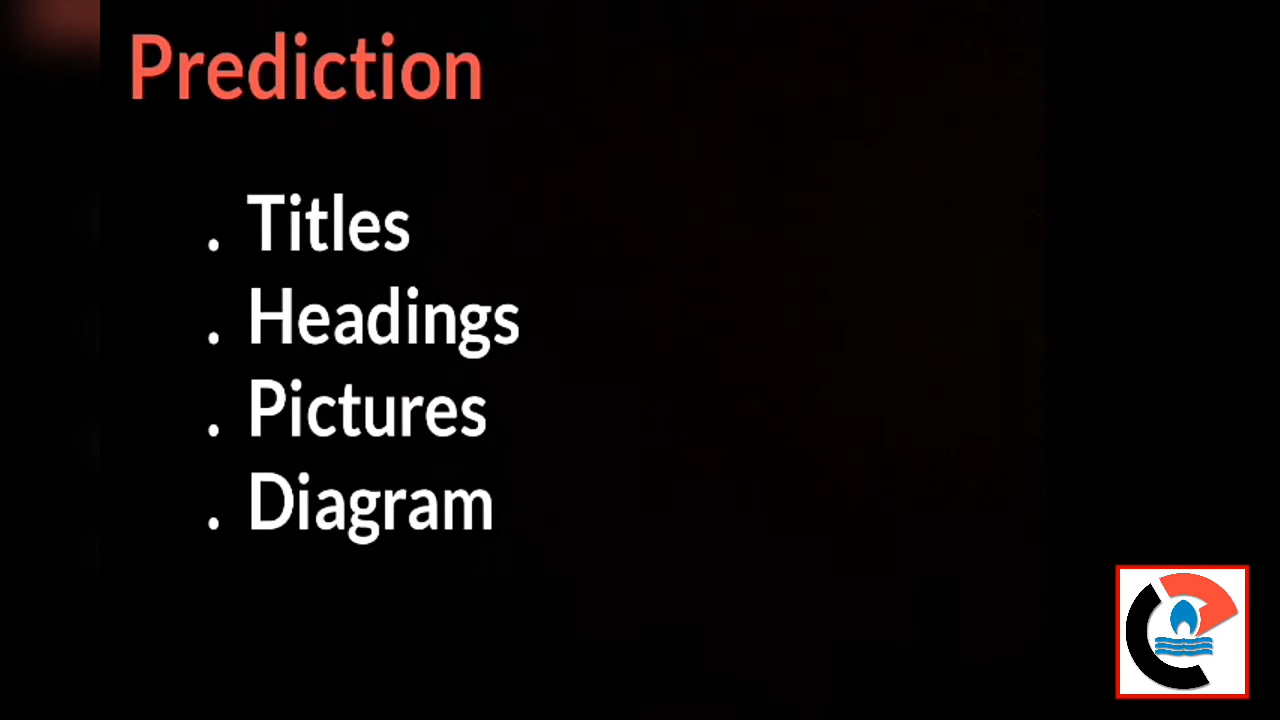 Prediction
. Titles
. Headings
. Pictures
. Diagram